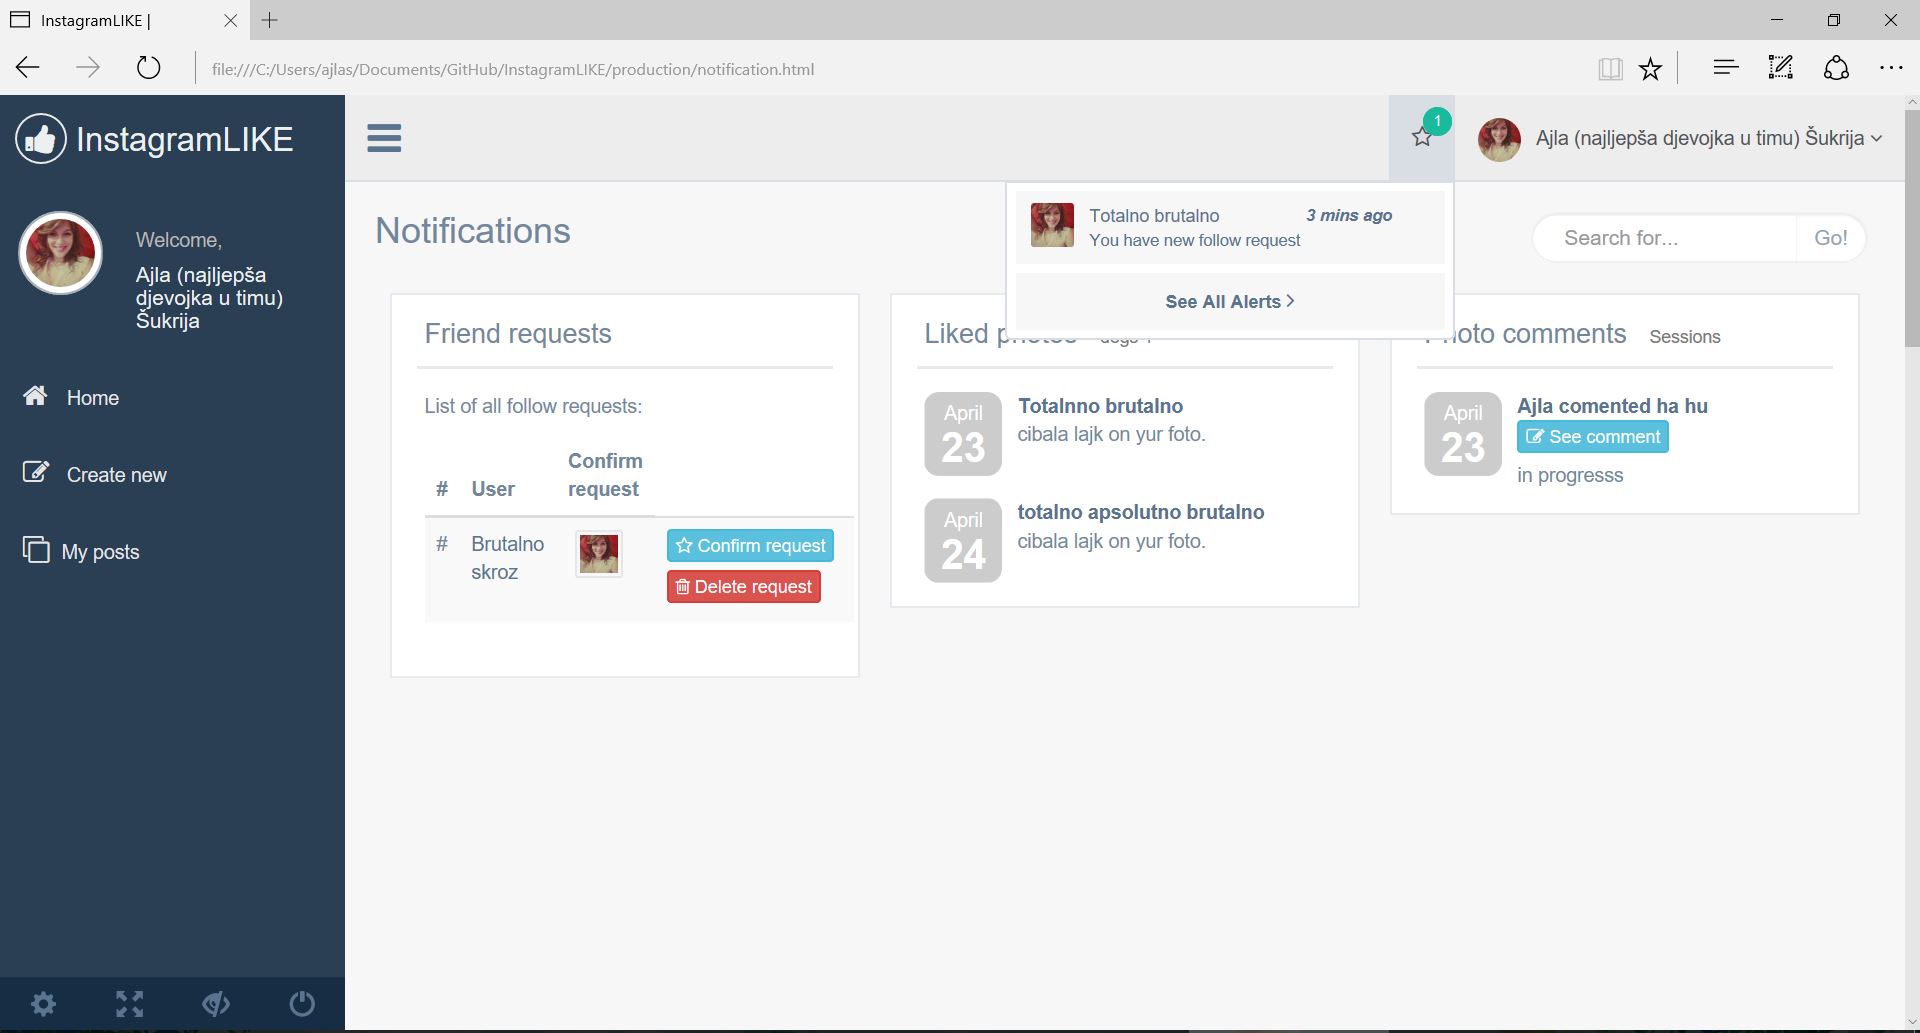 InstagramLIKE |
file:///C:/Users/ajlas/Documents/GitHub/InstagramLIKE/production/notification.html
InstagramLIKE
1
Ajla (najljepša djevojka u timu) Šukrija
Welcome,
Ajla (najljepša
djevojka u timu)
Šukrija
Home
Create new
My posts
Notifications
Totalno brutalno 3 mins ago
You have new follow request
See All Alerts
Search for... Go!
Friend requests
List of all follow requests:
# User Confirm request
# Brutalno skroz
Confirm request
Delete request
Liked
April
23
Totalnno brutalno
cibala lajk on yur foto.
April
24
totalno apsolutno brutalno
cibala lajk on yur foto.
Photo comments Sessions
April
23
Ajla comented ha hu
See comment
in progresss